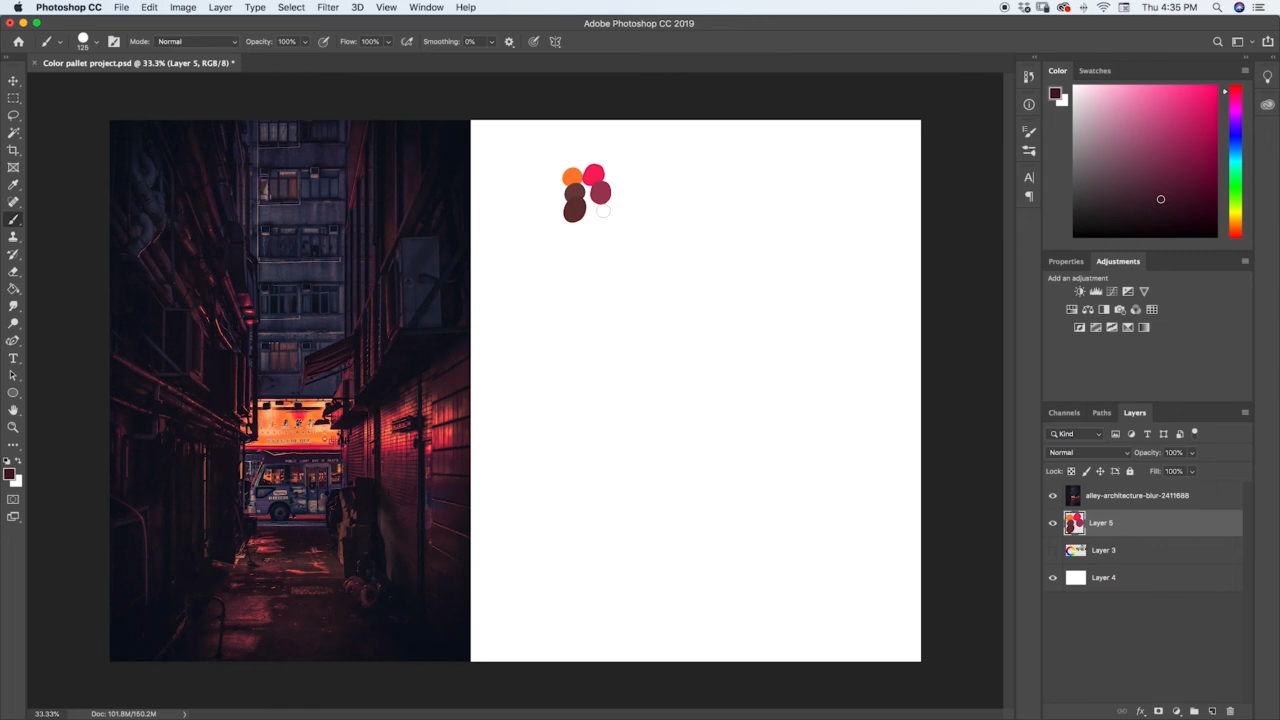 Photoshop CC File Edit Image Layer Type Select Filter 3D View Window Help Thu 4:35 PM
Adobe Photoshop CC 2019
125 Mode: Normal Opacity: 100% Flow: 100% Smoothing: 0%
Color pallet project.psd @ 33.3% (Layer 5, RGB/8) *
Color Swatches
Properties Adjustments
Add an adjustment
Channels Paths Layers
Kind
Normal Opacity: 100%
Lock: Fill: 100%
alley-architecture-blur-2411688
Layer 5
Layer 3
Layer 4
33.33% Doc: 101.8M/150.2M